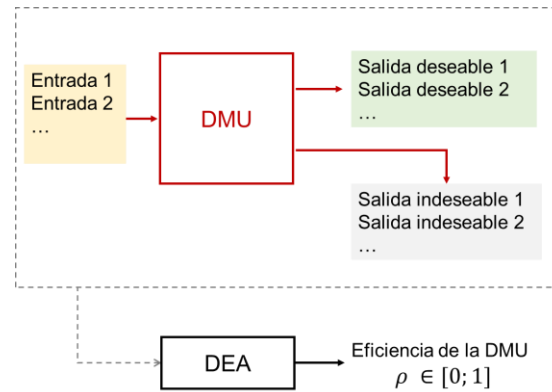 Entrada 1
Entrada 2
…
DMU
Salida deseable 1
Salida deseable 2
…
Salida indeseable 1
Salida indeseable 2
…
DEA
Eficiencia de la DMU
ρ ∈ [0; 1]